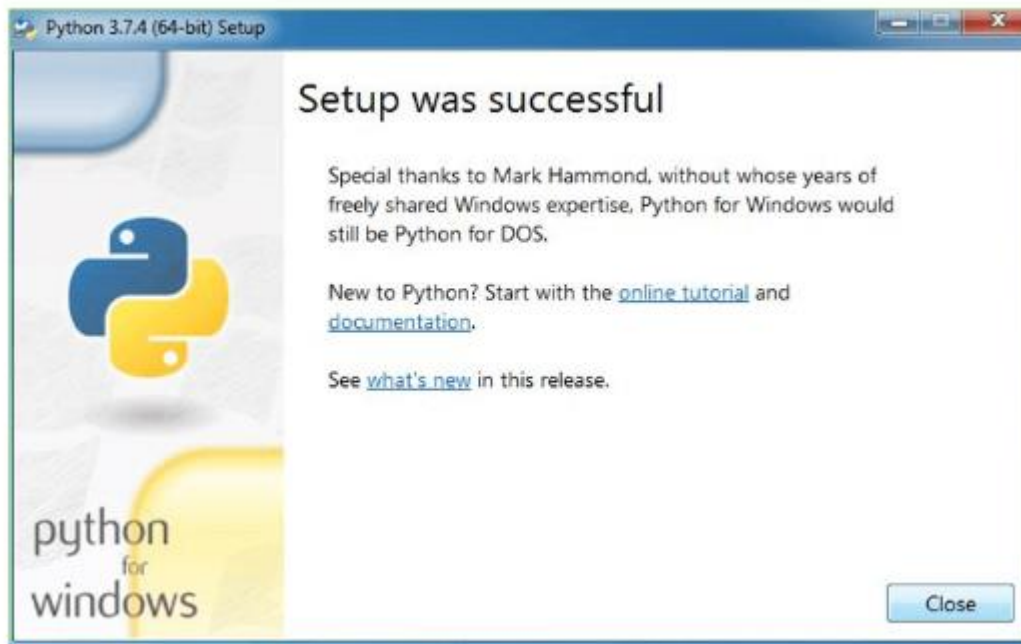 Python 3.7.4 (64-bit) Setup
Setup was successful
Special thanks to Mark Hammond, without whose years of
freely shared Windows expertise, Python for Windows would
still be Python for DOS.
New to Python? Start with the online tutorial and
documentation.
See what's new in this release.
python
for
windows
Close